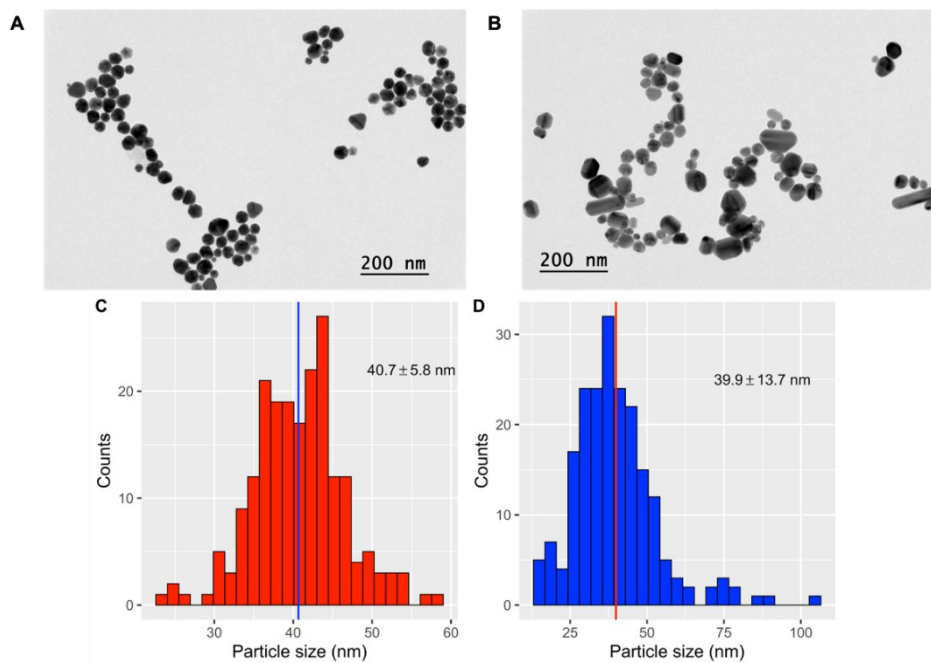 A
B
200 nm
200 nm
C
D
40.7 ± 5.8 nm
39.9 ± 13.7 nm
Counts
Counts
20
10
0
30
20
10
0
30
40
50
60
25
50
75
100
Particle size (nm)
Particle size (nm)